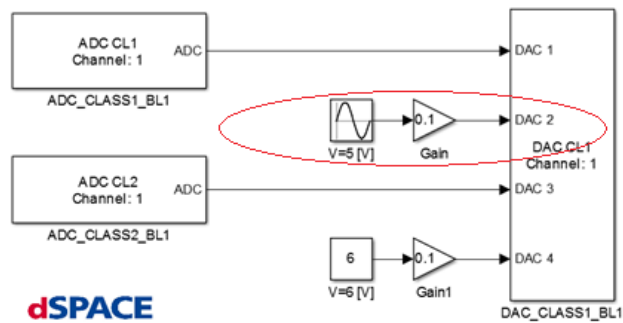 ADC CL1
Channel: 1
ADC
ADC_CLASS1_BL1
DAC 1
0.1
V=5 [V]
Gain
DAC 2
DAC CL1
Channel: 1
ADC CL2
Channel: 1
ADC
ADC_CLASS2_BL1
DAC 3
6
V=6 [V]
0.1
Gain1
DAC 4
DAC_CLASS1_BL1
dSPACE